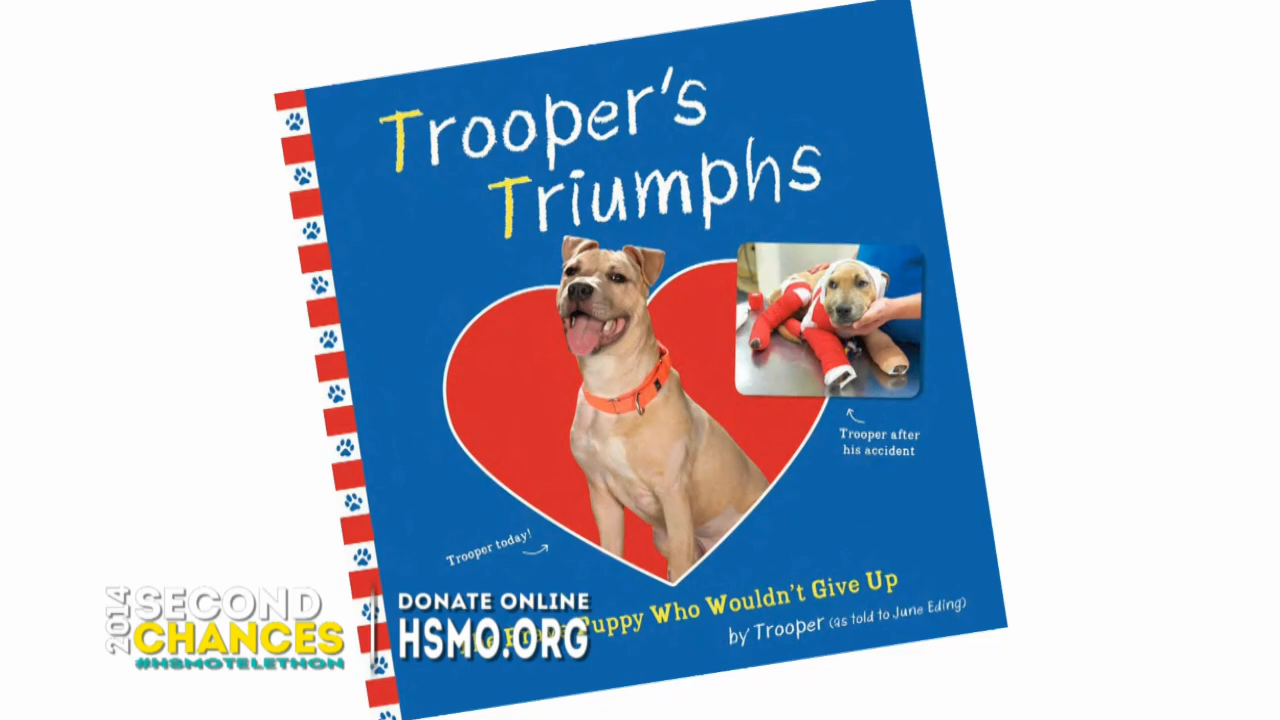 Trooper's
Triumphs
Trooper after
his accident
Trooper today!
Puppy Who Wouldn't Give Up
by Trooper (as told to June Eding)
2014
SECOND
CHANCES
#HSMOTELETHON
DONATE ONLINE
HSMO.ORG